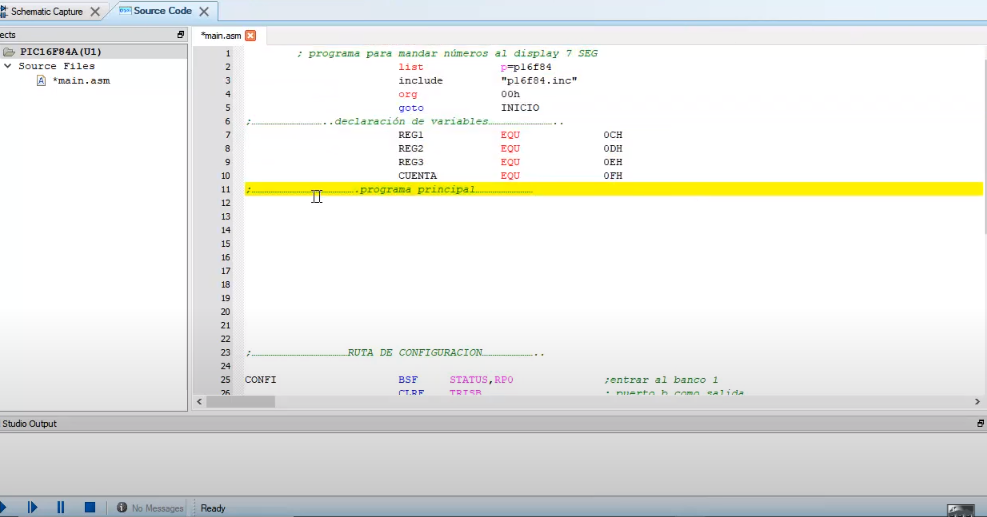 Schematic Capture Source Code
ects
*main.asm
PIC16F84A(U1)
Source Files
*main.asm
1 ; programa para mandar números al display 7 SEG
2 list p=p16f84
3 include "p16f84.inc"
4 org 00h
5 goto INICIO
6 ;……………………..declaración de variables…………………..
7 REG1 EQU 0CH
8 REG2 EQU 0DH
9 REG3 EQU 0EH
10 CUENTA EQU 0FH
11 ;……………………………….programa principal…………………
12
13
14
15
16
17
18
19
20
21
22
23 ;……………………………RUTA DE CONFIGURACION………………..
24
25 CONFI BSF STATUS,RP0 ;entrar al banco 1
26 CLRF TRISB ; puerto b como salida
Studio Output
No Messages Ready